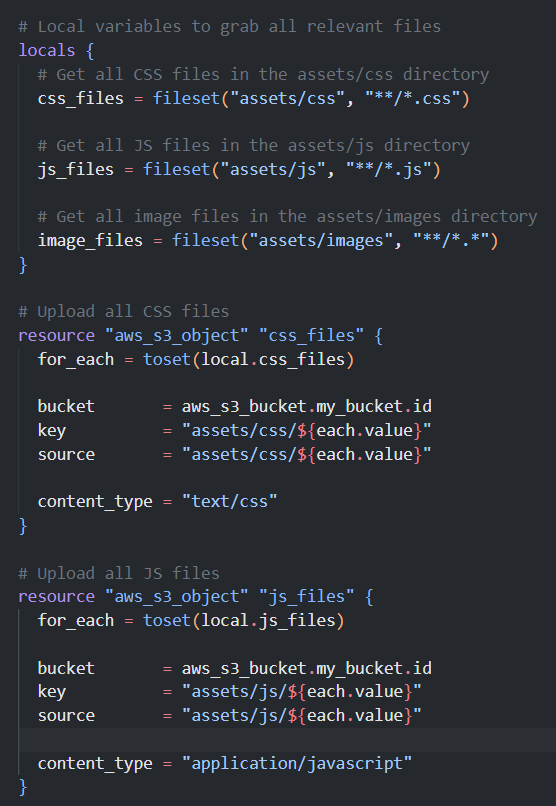 # Local variables to grab all relevant files
locals {
  # Get all CSS files in the assets/css directory
  css_files = fileset("assets/css", "**/*.css")
  # Get all JS files in the assets/js directory
  js_files = fileset("assets/js", "**/*.js")
  # Get all image files in the assets/images directory
  image_files = fileset("assets/images", "**/*.*")
}
# Upload all CSS files
resource "aws_s3_object" "css_files" {
  for_each = toset(local.css_files)
  bucket       = aws_s3_bucket.my_bucket.id
  key          = "assets/css/${each.value}"
  source       = "assets/css/${each.value}"
  content_type = "text/css"
}
# Upload all JS files
resource "aws_s3_object" "js_files" {
  for_each = toset(local.js_files)
  bucket       = aws_s3_bucket.my_bucket.id
  key          = "assets/js/${each.value}"
  source       = "assets/js/${each.value}"
  content_type = "application/javascript"
}